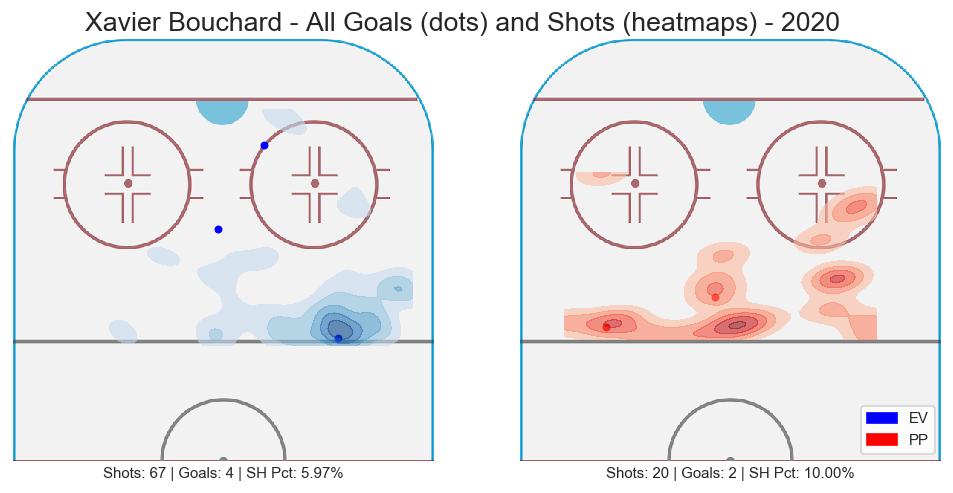 Xavier Bouchard - All Goals (dots) and Shots (heatmaps) - 2020
EV
PP
Shots: 67 | Goals: 4 | SH Pct: 5.97%
Shots: 20 | Goals: 2 | SH Pct: 10.00%